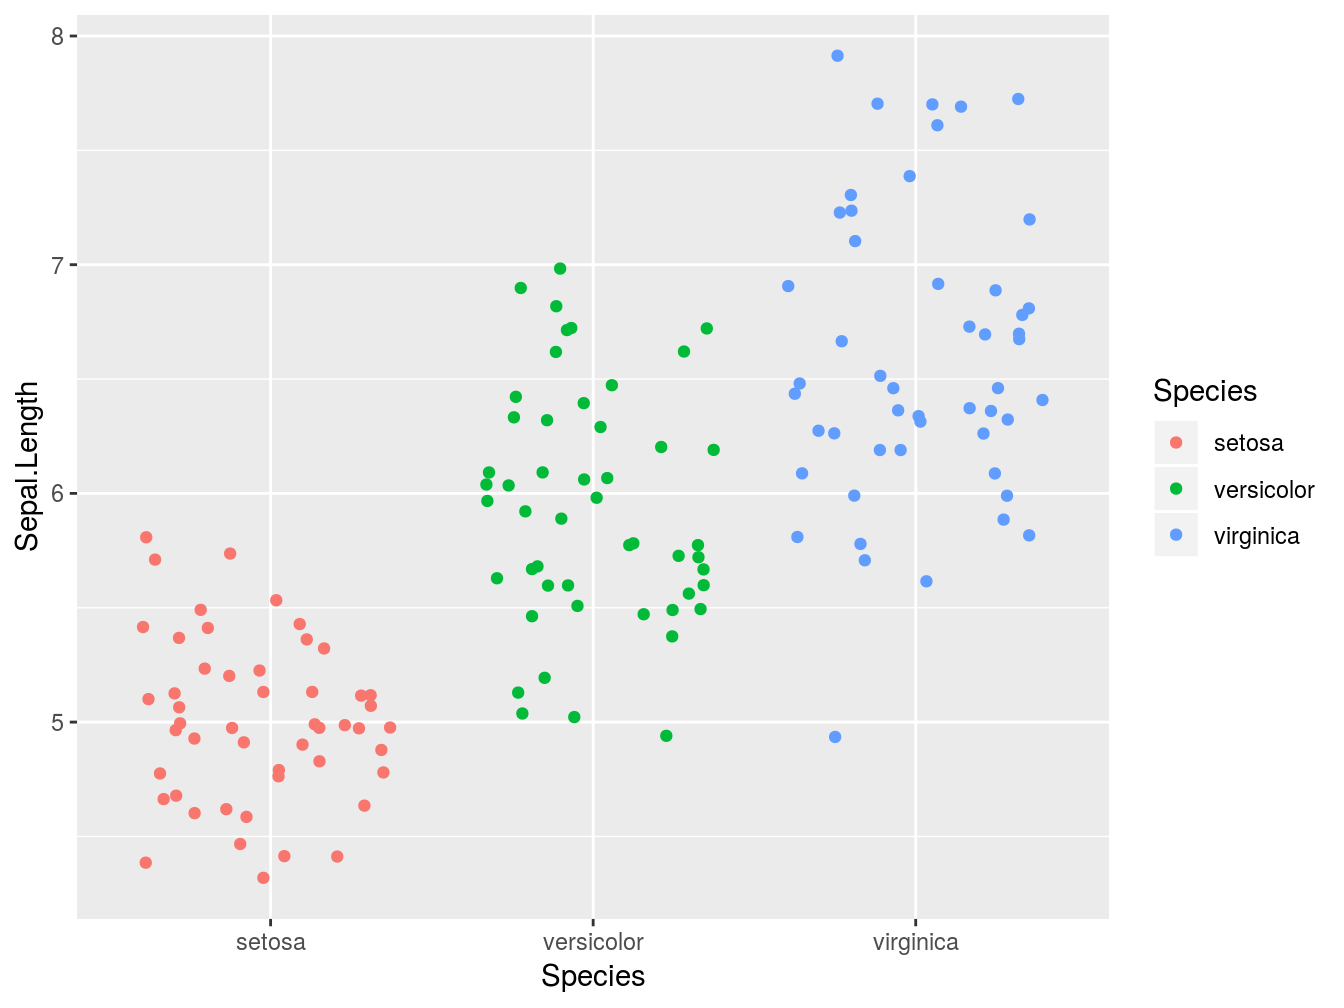 8
7
6
5
Sepal.Length
setosa
versicolor
virginica
Species
Species
setosa
versicolor
virginica